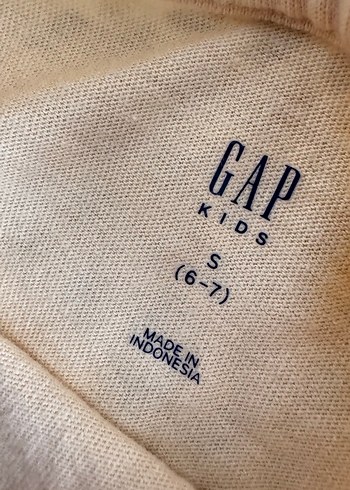 GAP
KIDS
S
(6-7)
MADE IN
INDONESIA